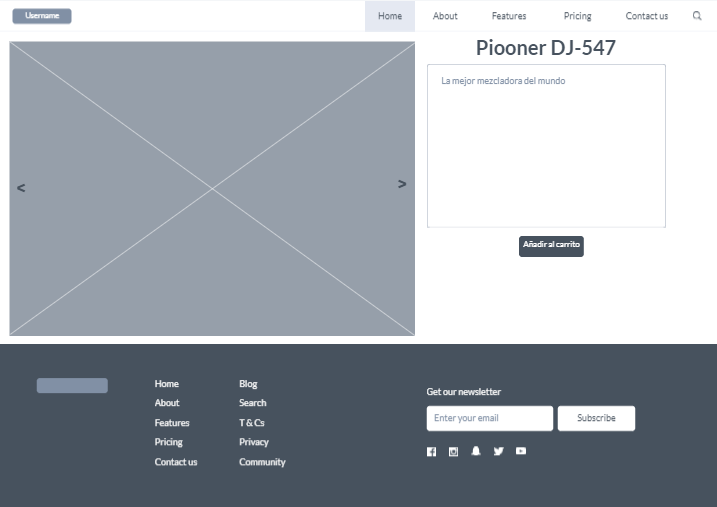 Username
Home About Features Pricing Contact us
Piooner DJ-547
La mejor mezcladora del mundo
< >
Añadir al carrito
Home Blog
About Search
Features T & Cs
Pricing Privacy
Contact us Community
Get our newsletter
Enter your email Subscribe